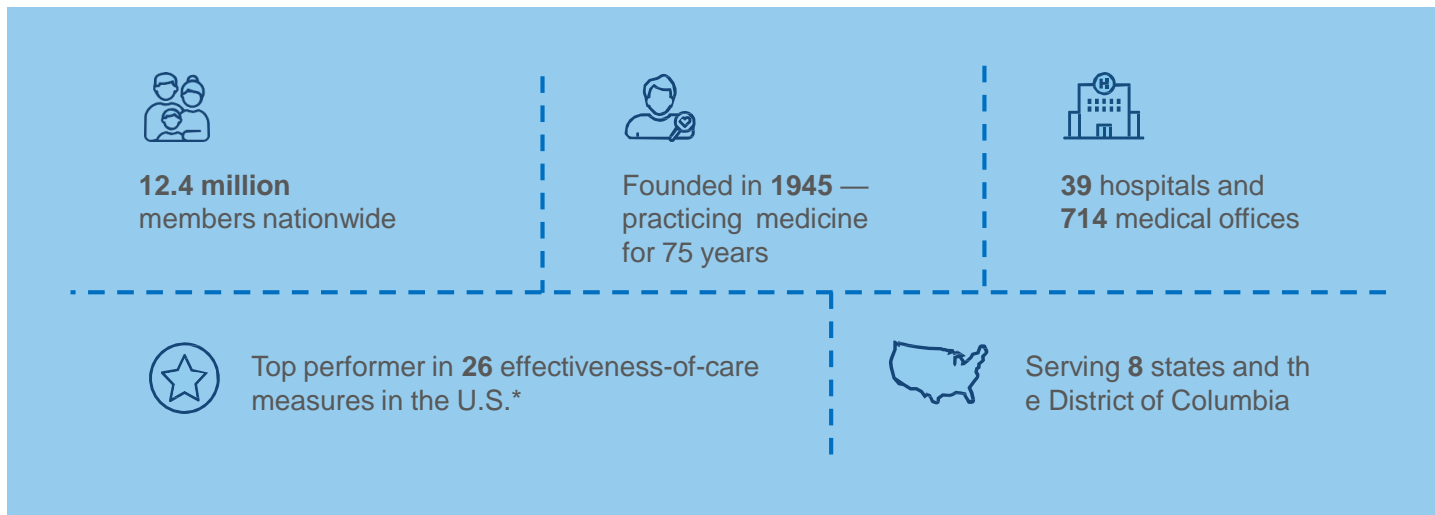 12.4 million
members nationwide
Founded in 1945 —
practicing medicine
for 75 years
H
39 hospitals and
714 medical offices
Top performer in 26 effectiveness-of-care
measures in the U.S.*
Serving 8 states and th
e District of Columbia